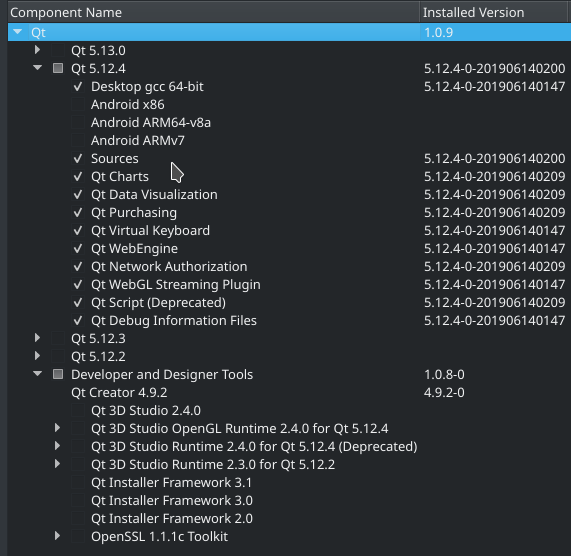 Component Name Installed Version
Qt 1.0.9
Qt 5.13.0
Qt 5.12.4 5.12.4-0-201906140200
Desktop gcc 64-bit 5.12.4-0-201906140147
Android x86
Android ARM64-v8a
Android ARMv7
Sources 5.12.4-0-201906140200
Qt Charts 5.12.4-0-201906140209
Qt Data Visualization 5.12.4-0-201906140209
Qt Purchasing 5.12.4-0-201906140209
Qt Virtual Keyboard 5.12.4-0-201906140147
Qt WebEngine 5.12.4-0-201906140147
Qt Network Authorization 5.12.4-0-201906140209
Qt WebGL Streaming Plugin 5.12.4-0-201906140147
Qt Script (Deprecated) 5.12.4-0-201906140209
Qt Debug Information Files 5.12.4-0-201906140147
Qt 5.12.3
Qt 5.12.2
Developer and Designer Tools 1.0.8-0
Qt Creator 4.9.2 4.9.2-0
Qt 3D Studio 2.4.0
Qt 3D Studio OpenGL Runtime 2.4.0 for Qt 5.12.4
Qt 3D Studio Runtime 2.4.0 for Qt 5.12.4 (Deprecated)
Qt 3D Studio Runtime 2.3.0 for Qt 5.12.2
Qt Installer Framework 3.1
Qt Installer Framework 3.0
Qt Installer Framework 2.0
OpenSSL 1.1.1c Toolkit